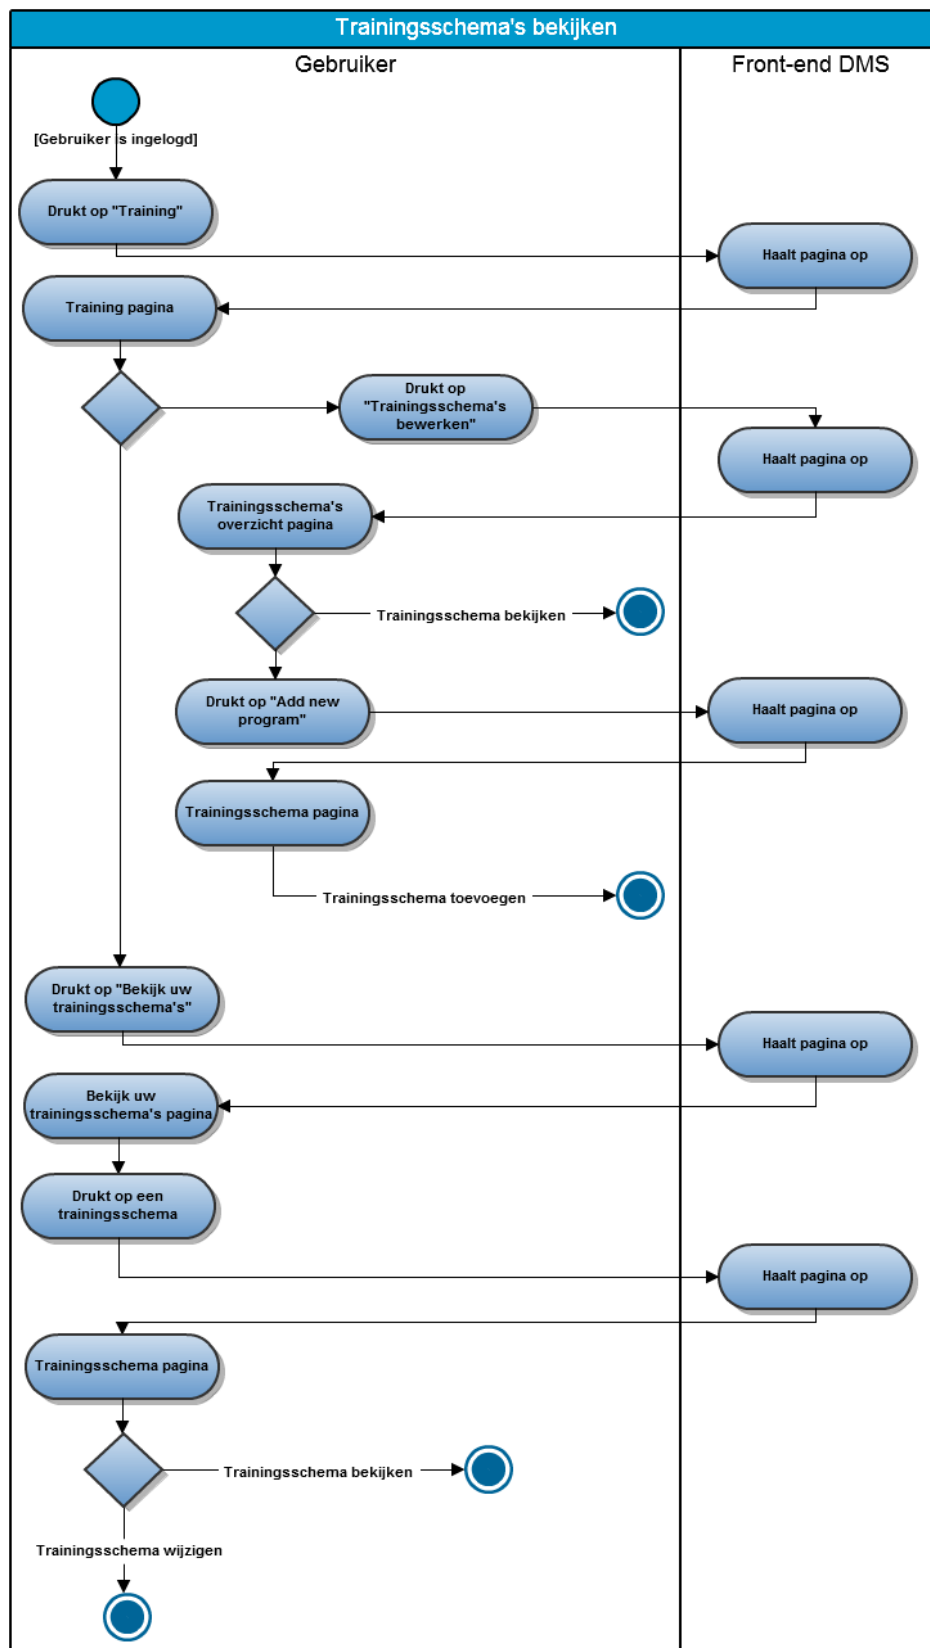 Trainingsschema's bekijken
Gebruiker
Front-end DMS
[Gebruiker is ingelogd]
Drukt op "Training"
Haalt pagina op
Training pagina
Drukt op
"Trainingsschema's
bewerken"
Haalt pagina op
Trainingsschema's
overzicht pagina
Trainingsschema bekijken
Drukt op "Add new
program"
Haalt pagina op
Trainingsschema pagina
Trainingsschema toevoegen
Drukt op "Bekijk uw
trainingsschema's"
Haalt pagina op
Bekijk uw
trainingsschema's pagina
Drukt op een
trainingsschema
Haalt pagina op
Trainingsschema pagina
Trainingsschema bekijken
Trainingsschema wijzigen